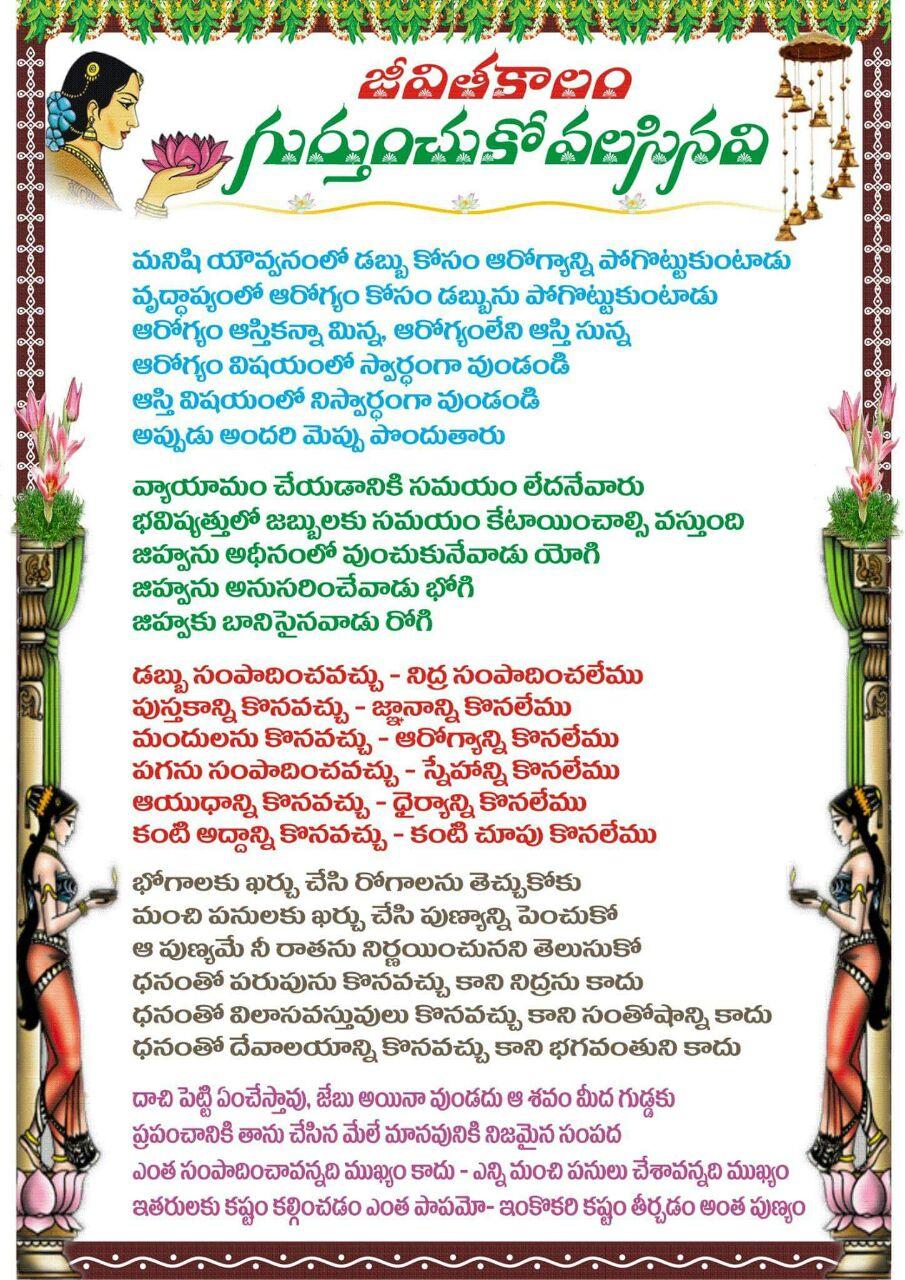 జీవితకాలం
గుర్తుంచుకోవలసినవి
మనిషి యౌవ్వనంలో డబ్బు కోసం ఆరోగ్యాన్ని పోగొట్టుకుంటాడు
వృద్ధాప్యంలో ఆరోగ్యం కోసం డబ్బును పోగొట్టుకుంటాడు
ఆరోగ్యం ఆస్తికన్నా మిన్న, ఆరోగ్యంలేని ఆస్తి సున్న
ఆరోగ్యం విషయంలో స్వార్ధంగా వుండండి
ఆస్తి విషయంలో నిస్వార్ధంగా వుండండి
అప్పుడు అందరి మెప్పు పొందుతారు
వ్యాయామం చేయడానికి సమయం లేదనేవారు
భవిష్యత్తులో జబ్బులకు సమయం కేటాయించాల్సి వస్తుంది
జిహ్వను అధీనంలో వుంచుకునేవాడు యోగి
జిహ్వను అనుసరించేవాడు భోగి
జిహ్వకు బానిసైనవాడు రోగి
డబ్బు సంపాదించవచ్చు - నిద్ర సంపాదించలేము
పుస్తకాన్ని కొనవచ్చు - జ్ఞానాన్ని కొనలేము
మందులను కొనవచ్చు - ఆరోగ్యాన్ని కొనలేము
పగను సంపాదించవచ్చు - స్నేహాన్ని కొనలేము
ఆయుధాన్ని కొనవచ్చు - ధైర్యాన్ని కొనలేము
కంటి అద్దాన్ని కొనవచ్చు - కంటి చూపు కొనలేము
భోగాలకు ఖర్చు చేసి రోగాలను తెచ్చుకోకు
మంచి పనులకు ఖర్చు చేసి పుణ్యాన్ని పెంచుకో
ఆ పుణ్యమే నీ రాతను నిర్ణయించునని తెలుసుకో
ధనంతో పరుపును కొనవచ్చు కాని నిద్రను కాదు
ధనంతో విలాసవస్తువులు కొనవచ్చు కాని సంతోషాన్ని కాదు
ధనంతో దేవాలయాన్ని కొనవచ్చు కాని భగవంతుని కాదు
దాచి పెట్టి ఏంచేస్తావు, జేబు అయినా వుండదు ఆ శవం మీద గుడ్డకు
ప్రపంచానికి తాను చేసిన మేలే మానవునికి నిజమైన సంపద
ఎంత సంపాదించావన్నది ముఖ్యం కాదు - ఎన్ని మంచి పనులు చేశావన్నది ముఖ్యం
ఇతరులకు కష్టం కల్గించడం ఎంత పాపమో- ఇంకొకరి కష్టం తీర్చడం అంత పుణ్యం